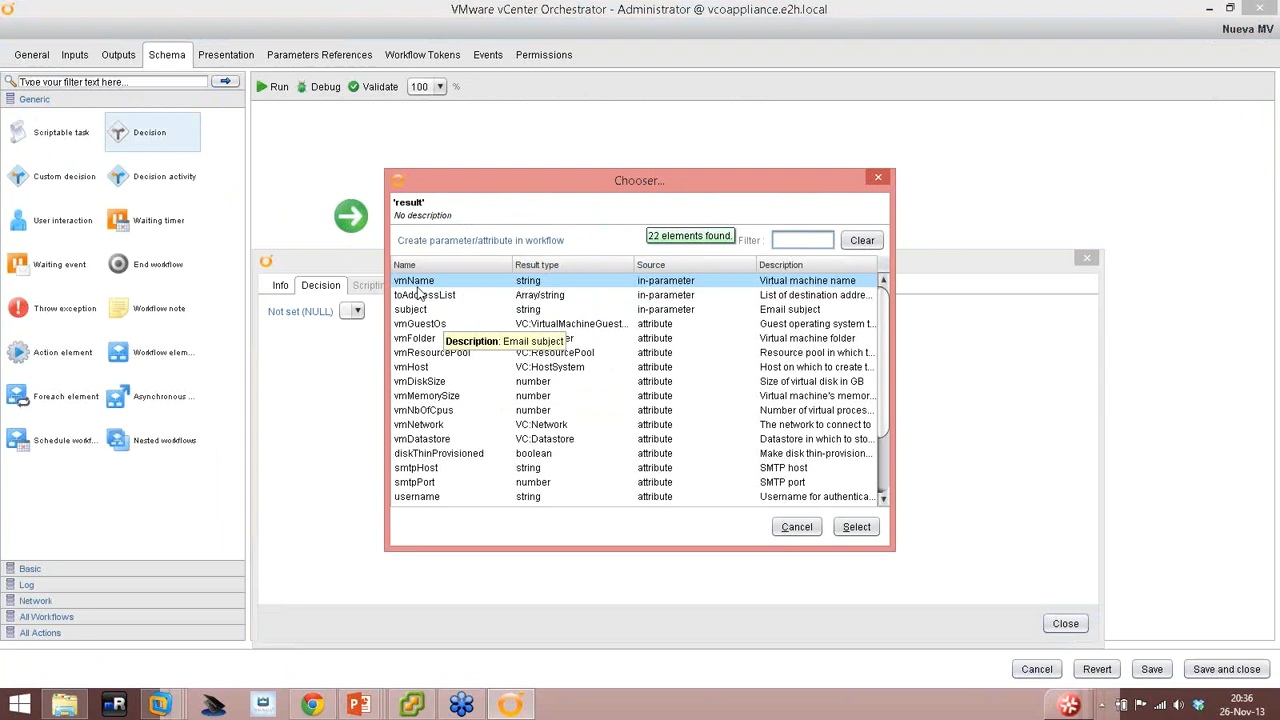 VMware vCenter Orchestrator - Administrator @ vcoappliance.e2h.local
Nueva MV
General Inputs Outputs Schema Presentation Parameters References Workflow Tokens Events Permissions
Type your filter text here...
Run Debug Validate 100 %
Generic
Scriptable task Decision
Custom decision Decision activity
User interaction Waiting timer
Waiting event End workflow
Throw exception Workflow note
Action element Workflow elem...
Foreach element Asynchronous ...
Schedule workf... Nested workflows
Basic
Log
Network
All Workflows
All Actions
Info Decision Scriptin
Not set (NULL)
Chooser...
'result'
No description
Create parameter/attribute in workflow 22 elements found. Filter : Clear
Name Result type Source Description
vmName string in-parameter Virtual machine name
Array/string in-parameter List of destination addre...
subject string in-parameter Email subject
vmGuestOs VC:VirtualMachineGuest... attribute Guest operating system t...
vmFolder attribute Virtual machine folder
Description: Email subject
vmResourcePool VC:ResourcePool attribute Resource pool in which t...
vmHost VC:HostSystem attribute Host on which to create t...
vmDiskSize number attribute Size of virtual disk in GB
vmMemorySize number attribute Virtual machine's memor...
vmNbOfCpus number attribute Number of virtual proces...
vmNetwork VC:Network attribute The network to connect to
vmDatastore VC:Datastore attribute Datastore in which to sto...
diskThinProvisioned boolean attribute Make disk thin-provision...
smtpHost string attribute SMTP host
smtpPort number attribute SMTP port
username string attribute Username for authentica...
Cancel Select
Close
Cancel Revert Save Save and close
20:36
26-Nov-13